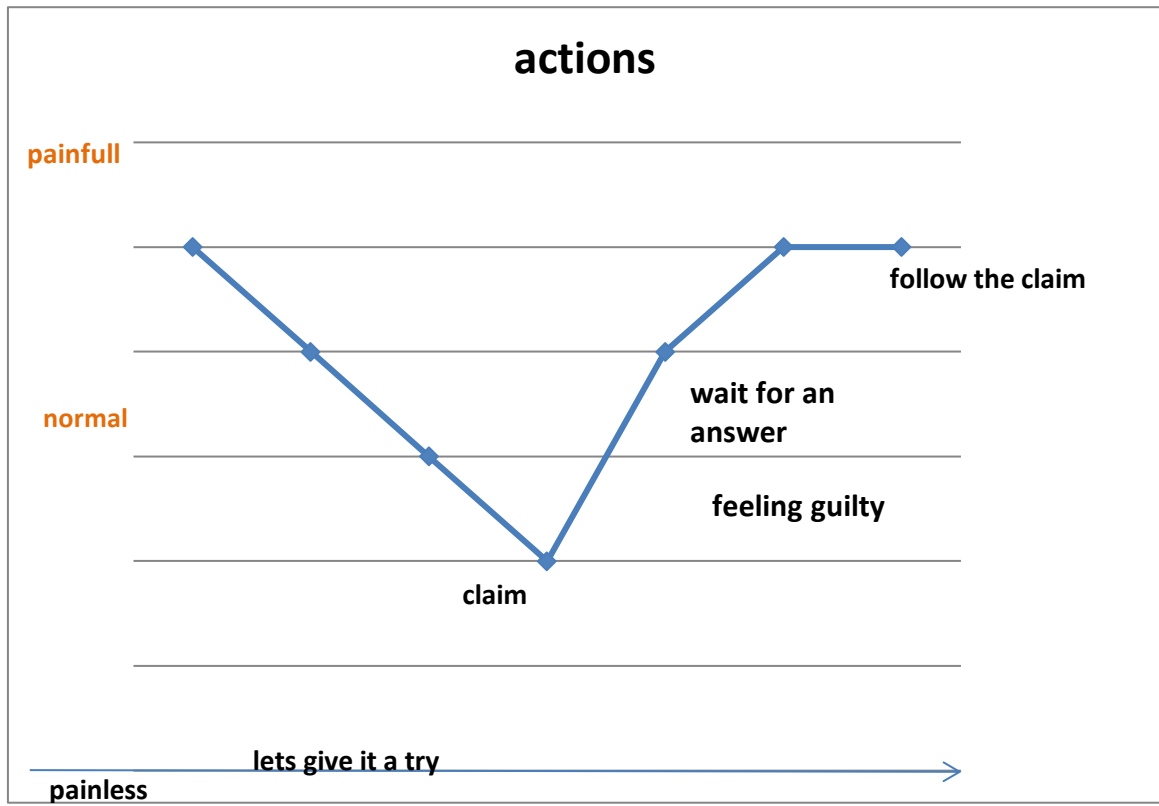 actions
painfull
follow the claim
normal
wait for an
answer
feeling guilty
claim
lets give it a try
painless